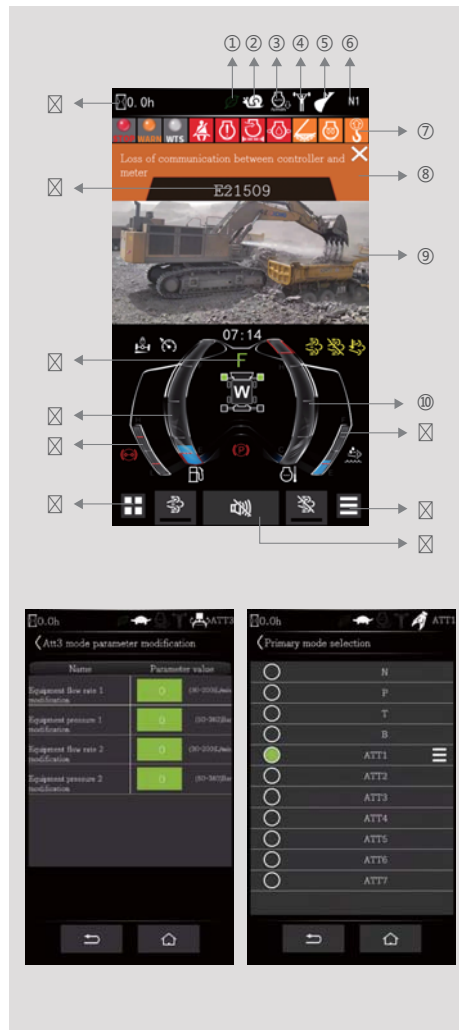 ① ② ③ ④ ⑤ ⑥
0. 0h N1
STOP WARN WTS
⑦
Loss of communication between controller and
meter
⑧
E21509
⑨
07:14
F
W
⑩
(P)
0.0h ATT3
Att3 mode parameter modification
Name Parameter value
Equipment flow rate 1
modification
0
Equipment pressure 1
modification
0
Equipment flow rate 2
modification
0
Equipment pressure 2
modification
0
0.0h ATT1
Primary mode selection
N
P
T
B
ATT1
ATT2
ATT3
ATT4
ATT5
ATT6
ATT7